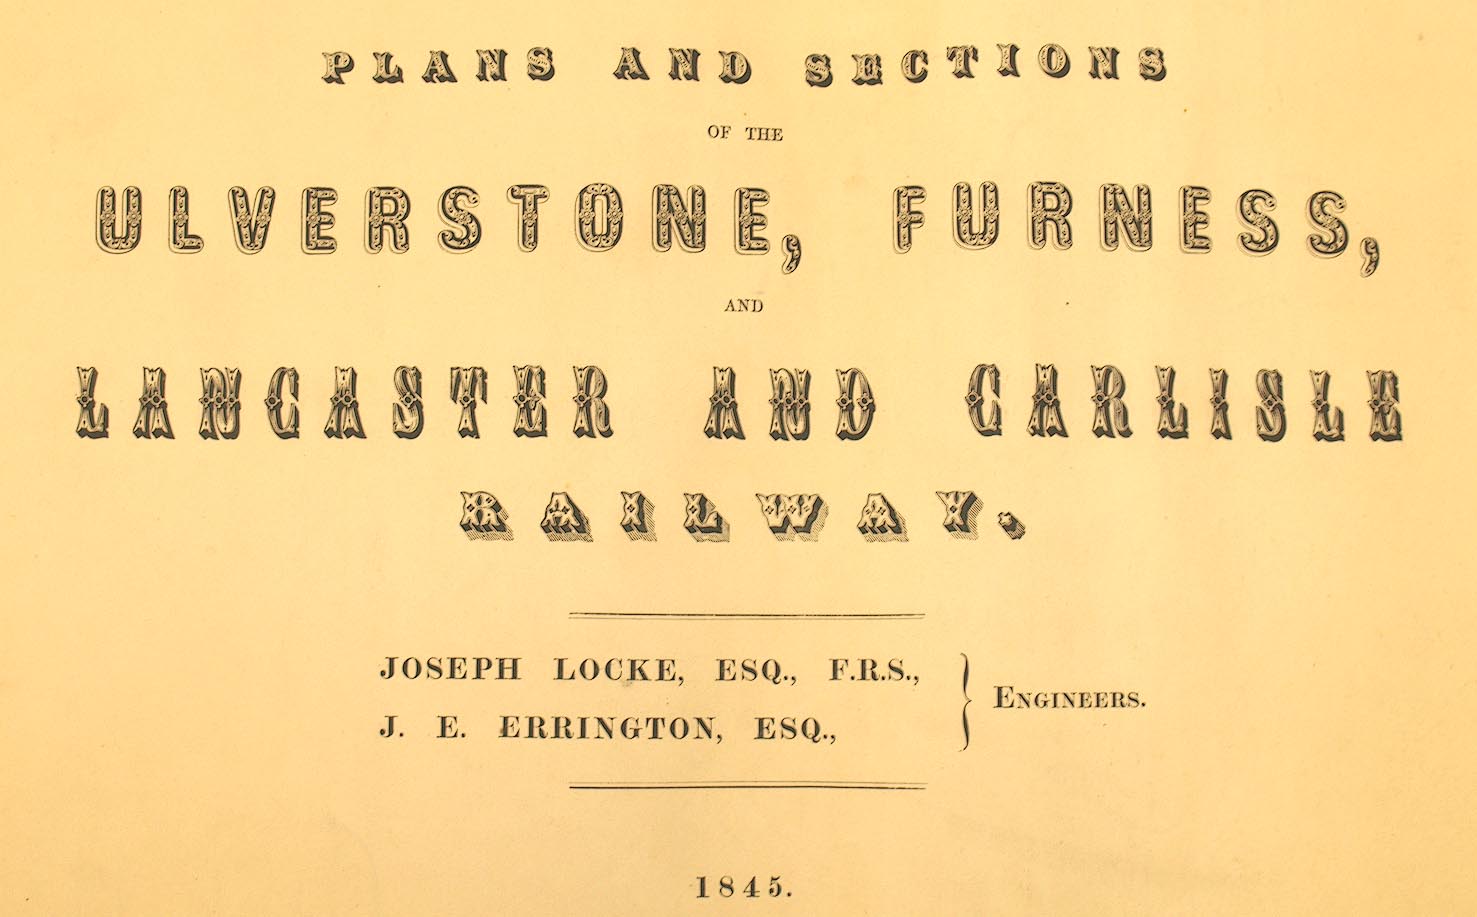 PLANS AND SECTIONS
OF THE
ULVERSTONE, FURNESS,
AND
LANCASTER AND CARLISLE
RAILWAY.
JOSEPH LOCKE, ESQ., F.R.S.,
J. E. ERRINGTON, ESQ.,
ENGINEERS.
1845.